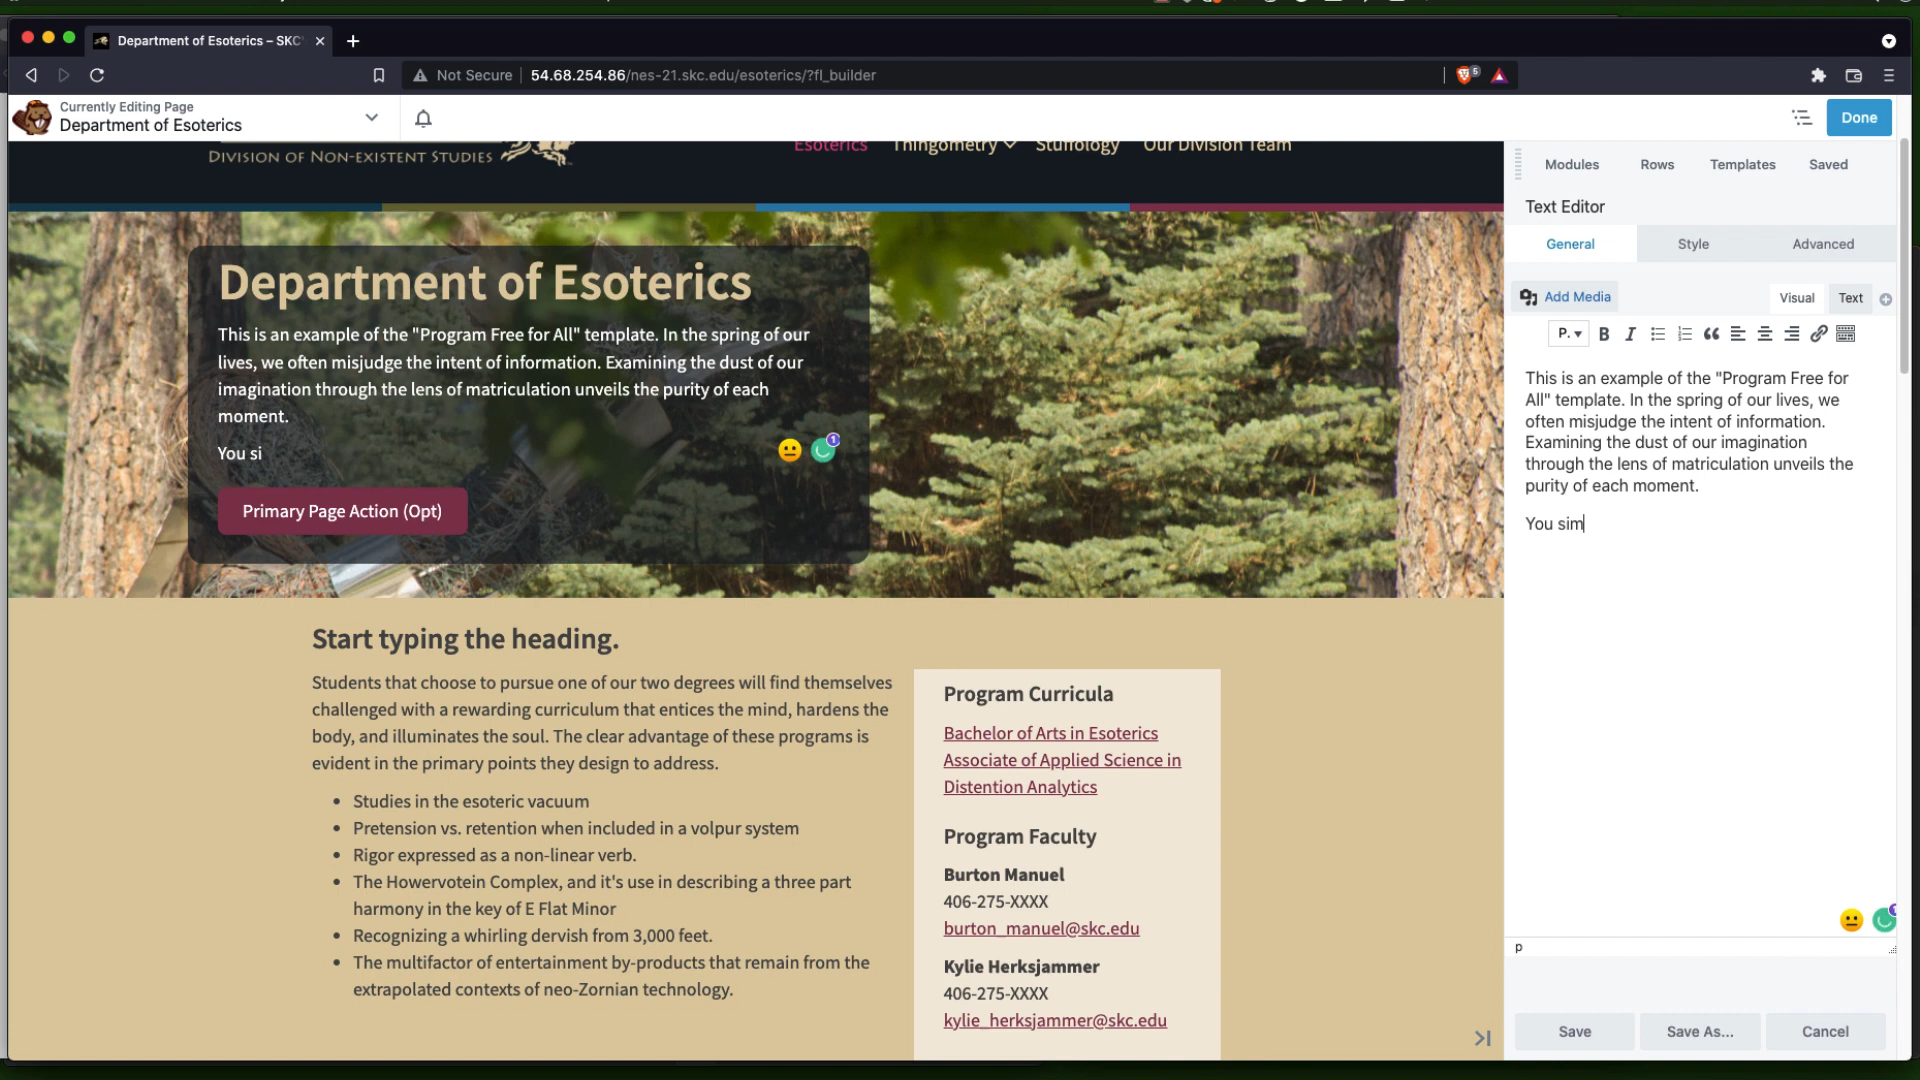 Department of Esoterics – SKC
Not Secure
54.68.254.86/nes-21.skc.edu/esoterics/?fl_builder
5
Currently Editing Page
Department of Esoterics
Done
DIVISION OF NON-EXISTENT STUDIES
Esoterics
Thingometry
Stuffology
Our Division Team
Modules
Rows
Templates
Saved
Text Editor
General
Style
Advanced
Add Media
Visual
Text
P.
B
I
Department of Esoterics
This is an example of the "Program Free for All" template. In the spring of our
lives, we often misjudge the intent of information. Examining the dust of our
imagination through the lens of matriculation unveils the purity of each
moment.
You si
1
Primary Page Action (Opt)
This is an example of the "Program Free for
All" template. In the spring of our lives, we
often misjudge the intent of information.
Examining the dust of our imagination
through the lens of matriculation unveils the
purity of each moment.
You sim
Start typing the heading.
Students that choose to pursue one of our two degrees will find themselves
challenged with a rewarding curriculum that entices the mind, hardens the
body, and illuminates the soul. The clear advantage of these programs is
evident in the primary points they design to address.
Studies in the esoteric vacuum
Pretension vs. retention when included in a volpur system
Rigor expressed as a non-linear verb.
The Howervotein Complex, and it's use in describing a three part
harmony in the key of E Flat Minor
Recognizing a whirling dervish from 3,000 feet.
The multifactor of entertainment by-products that remain from the
extrapolated contexts of neo-Zornian technology.
Program Curricula
Bachelor of Arts in Esoterics
Associate of Applied Science in
Distention Analytics
Program Faculty
Burton Manuel
406-275-XXXX
burton_manuel@skc.edu
Kylie Herksjammer
406-275-XXXX
kylie_herksjammer@skc.edu
p
Save
Save As...
Cancel